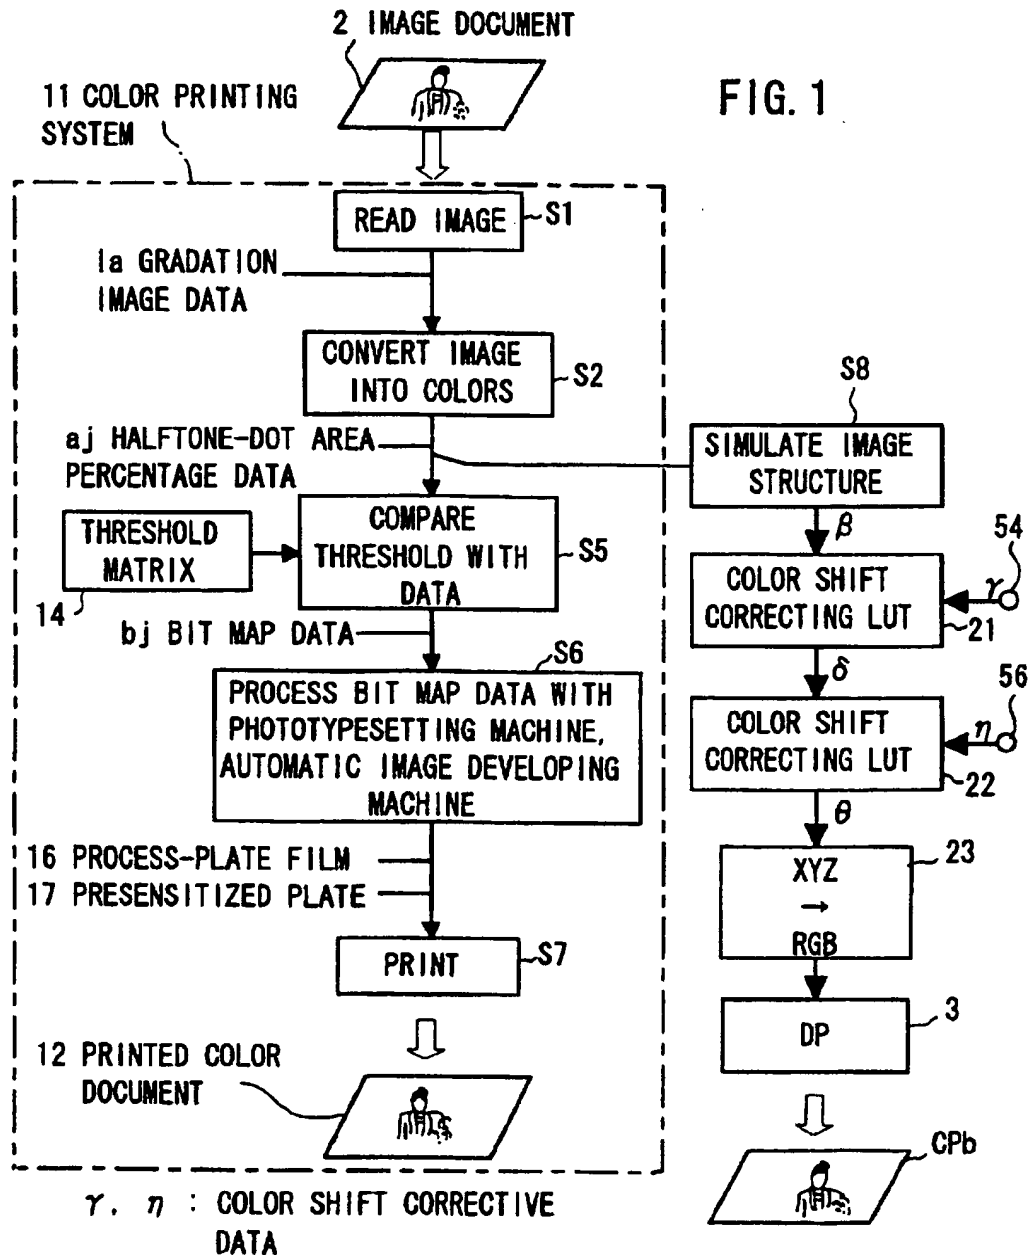 2 IMAGE DOCUMENT
FIG. 1
11 COLOR PRINTING
SYSTEM
READ IMAGE
S1
Ia GRADATION
IMAGE DATA
CONVERT IMAGE
INTO COLORS
S2
aj HALFTONE-DOT AREA
PERCENTAGE DATA
THRESHOLD
MATRIX
14
COMPARE
THRESHOLD WITH
DATA
S5
bj BIT MAP DATA
S6
PROCESS BIT MAP DATA WITH
PHOTOTYPESETTING MACHINE,
AUTOMATIC IMAGE DEVELOPING
MACHINE
16 PROCESS-PLATE FILM
17 PRESENSITIZED PLATE
PRINT
S7
12 PRINTED COLOR
DOCUMENT
S8
SIMULATE IMAGE
STRUCTURE
β
54
COLOR SHIFT
CORRECTING LUT
γ
21
δ
56
COLOR SHIFT
CORRECTING LUT
η
22
θ
23
XYZ
→
RGB
3
DP
CPb
γ, η : COLOR SHIFT CORRECTIVE
DATA